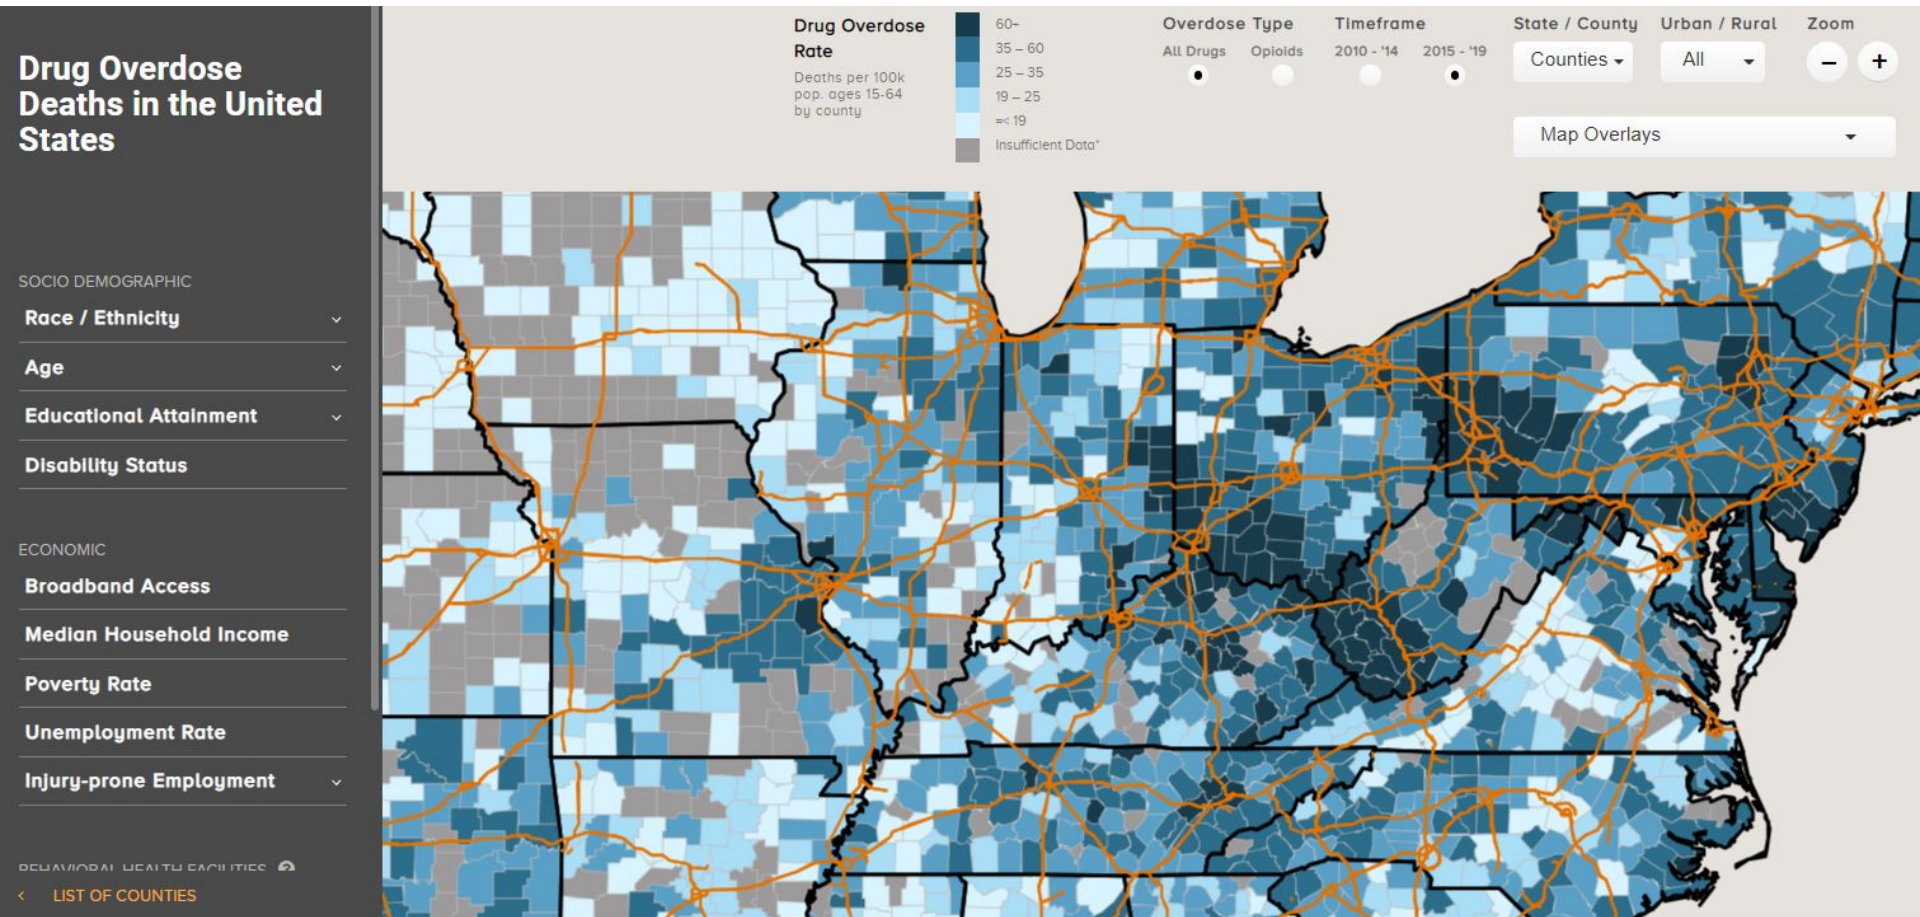 Drug Overdose
Deaths in the United
States
SOCIO DEMOGRAPHIC
Race / Ethnicity
Age
Educational Attainment
Disability Status
ECONOMIC
Broadband Access
Median Household Income
Poverty Rate
Unemployment Rate
Injury-prone Employment
BEHAVIORAL HEALTH FACILITIES ?
< LIST OF COUNTIES
Drug Overdose
Rate
Deaths per 100k
pop. ages 15-64
by county
60+
35 – 60
25 – 35
19 – 25
=< 19
Insufficient Data*
Overdose Type
All Drugs Opioids
Timeframe
2010 - '14 2015 - '19
State / County
Counties
Urban / Rural
All
Zoom
– +
Map Overlays